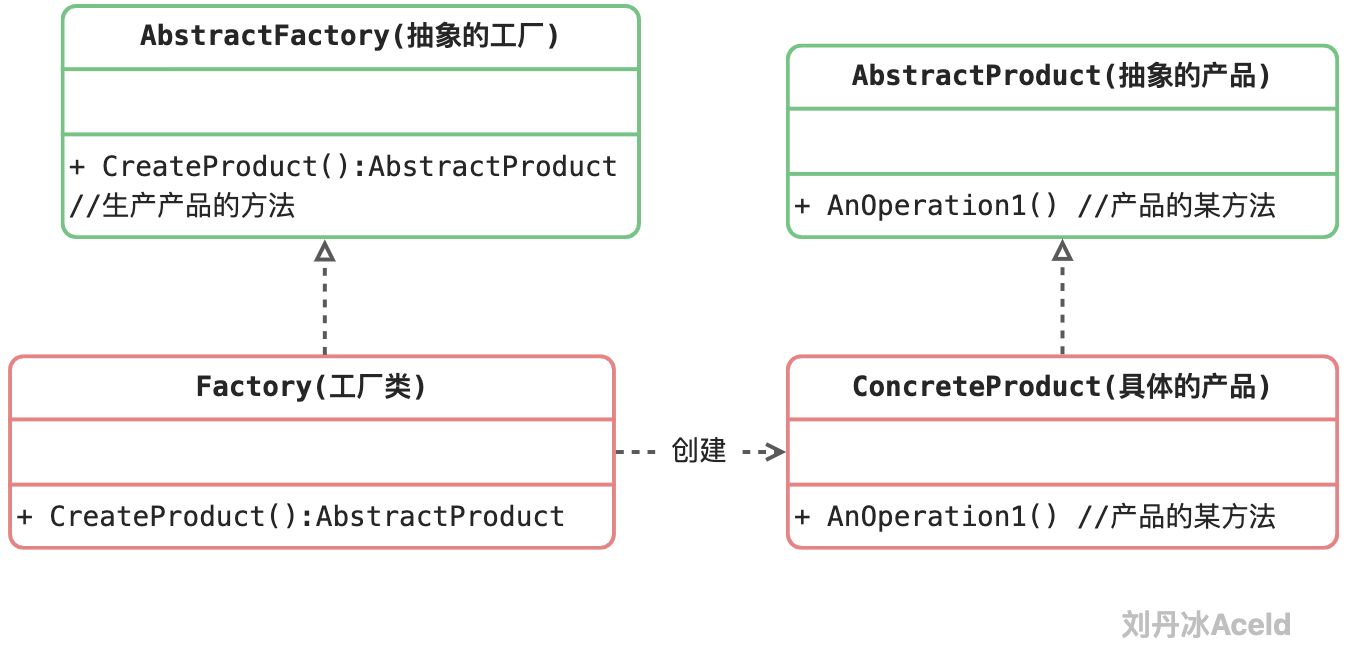 AbstractFactory(抽象的工厂)
+ CreateProduct():AbstractProduct
//生产产品的方法
AbstractProduct(抽象的产品)
+ AnOperation1() //产品的某方法
Factory(工厂类)
+ CreateProduct():AbstractProduct
创建
ConcreteProduct(具体的产品)
+ AnOperation1() //产品的某方法
刘丹冰Aceld